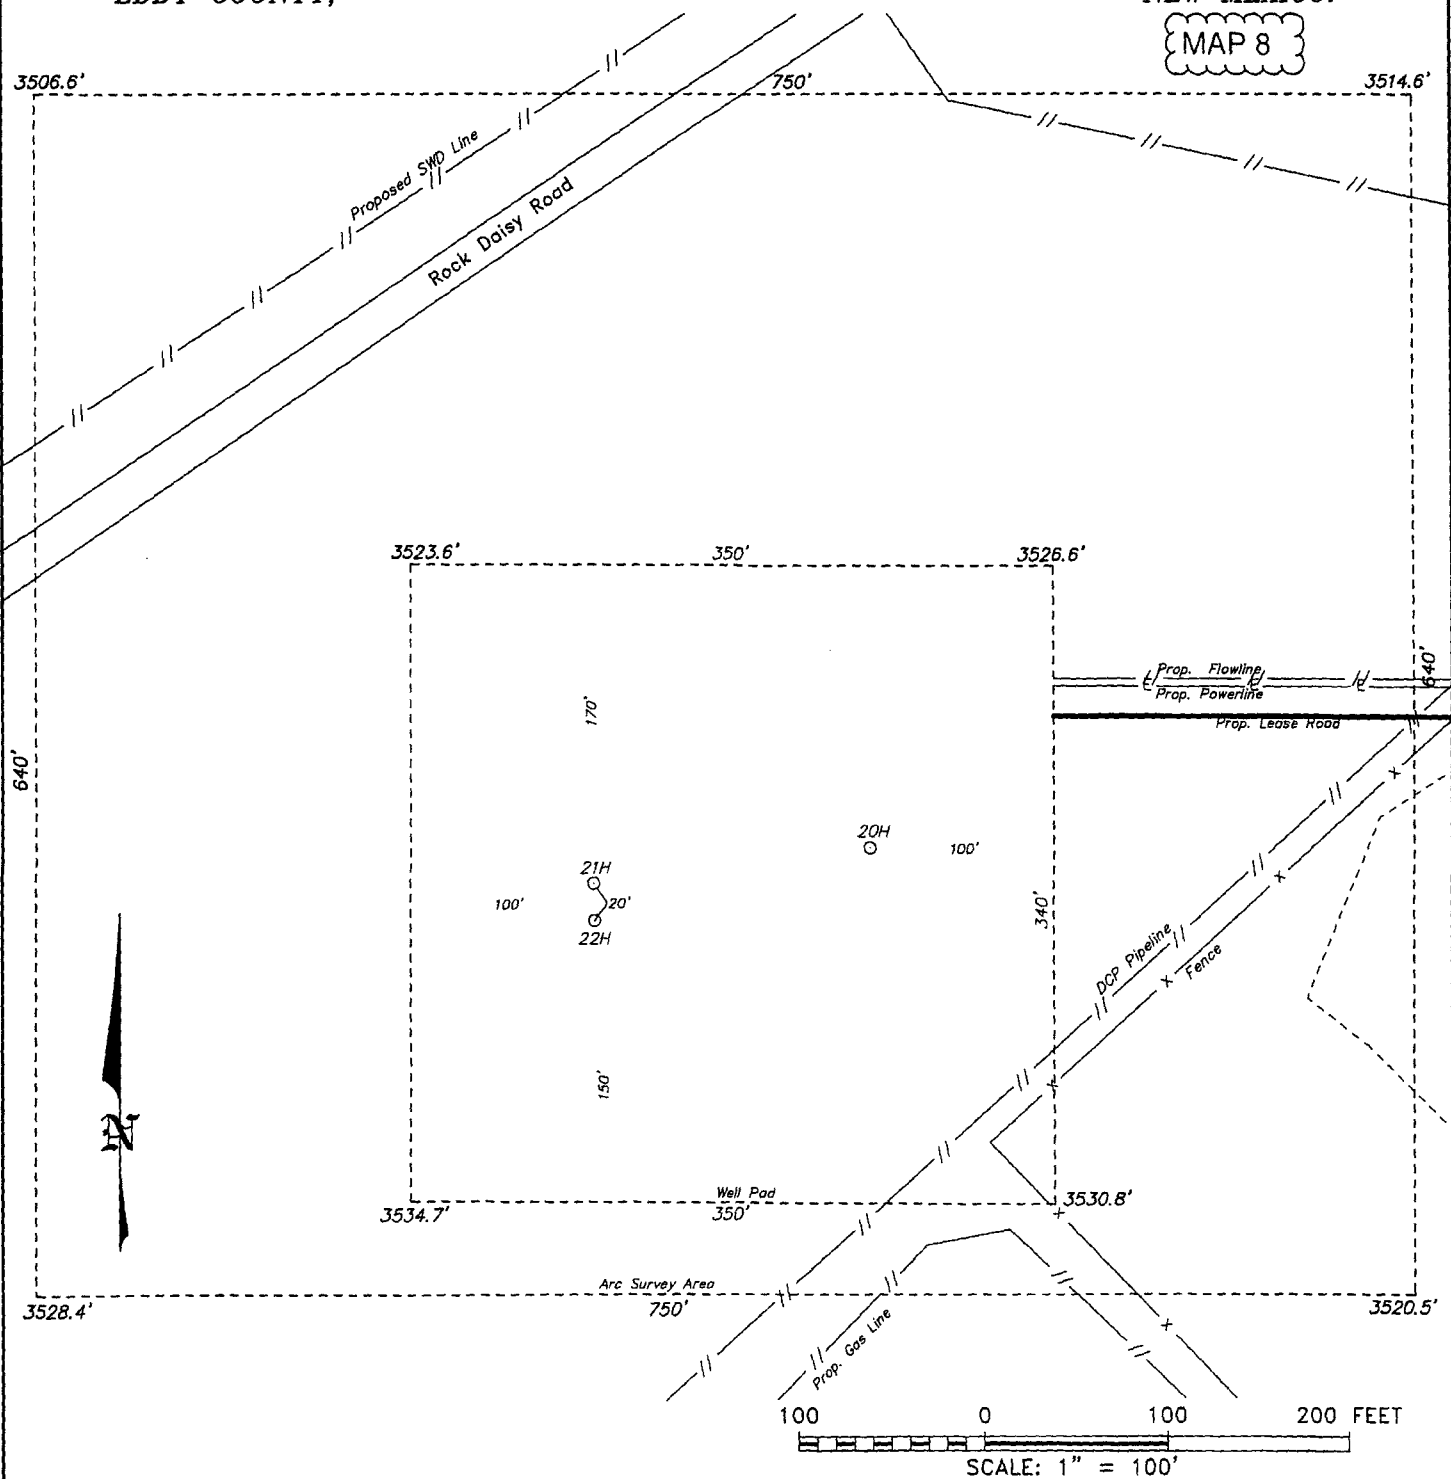 EDDY COUNTY,
NEW MEXICO.
MAP 8
3506.6'
750'
3514.6'
Proposed SWD Line
Rock Daisy Road
3523.6'
350'
3526.6'
Prop. Flowline
Prop. Powerline
Prop. Lease Road
640'
170'
640'
20H
100'
21H
100'
20'
22H
340'
DCP Pipeline
Fence
150'
N
Well Pad
3534.7'
350'
3530.8'
Arc Survey Area
3528.4'
750'
3520.5'
Prop. Gas Line
100 0 100 200 FEET
SCALE: 1" = 100'